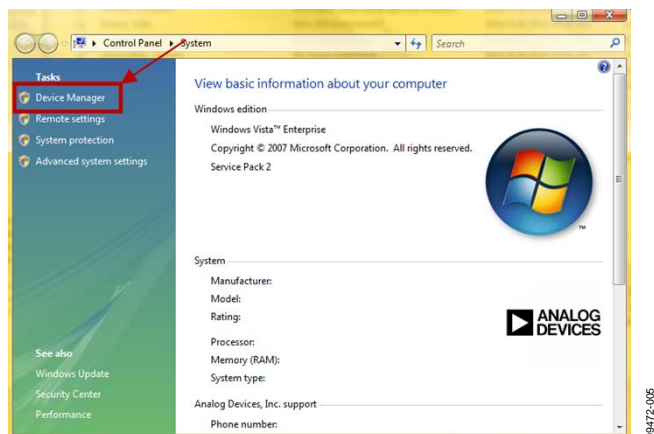 Control Panel
System
Search
Tasks
Device Manager
Remote settings
System protection
Advanced system settings
See also
Windows Update
Security Center
Performance
View basic information about your computer
Windows edition
Windows Vista™ Enterprise
Copyright © 2007 Microsoft Corporation. All rights reserved.
Service Pack 2
TM
System
Manufacturer:
Model:
Rating:
Processor:
Memory (RAM):
System type:
ANALOG
DEVICES
Analog Devices, Inc. support
Phone number:
9472-005